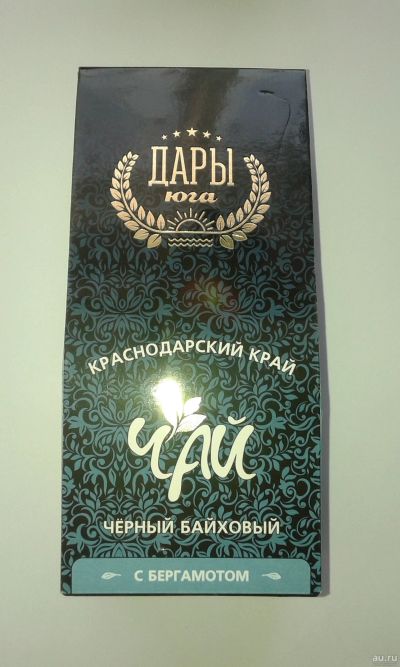 ДАРЫ
юга
КРАСНОДАРСКИЙ КРАЙ
ЧАЙ
ЧЁРНЫЙ БАЙХОВЫЙ
С БЕРГАМОТОМ
au.ru